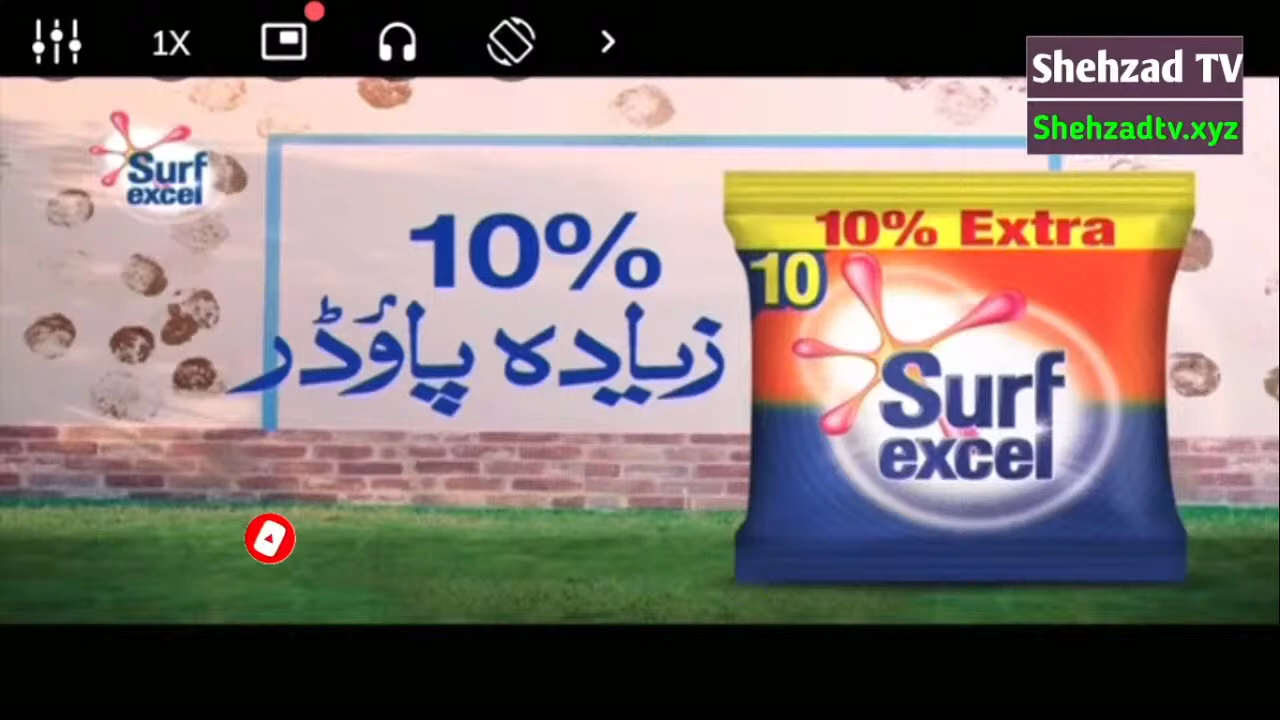 1X
Shehzad TV
Shehzadtv.xyz
Surf
excel
10%
زیادہ پاؤڈر
10% Extra
10
Surf
excel